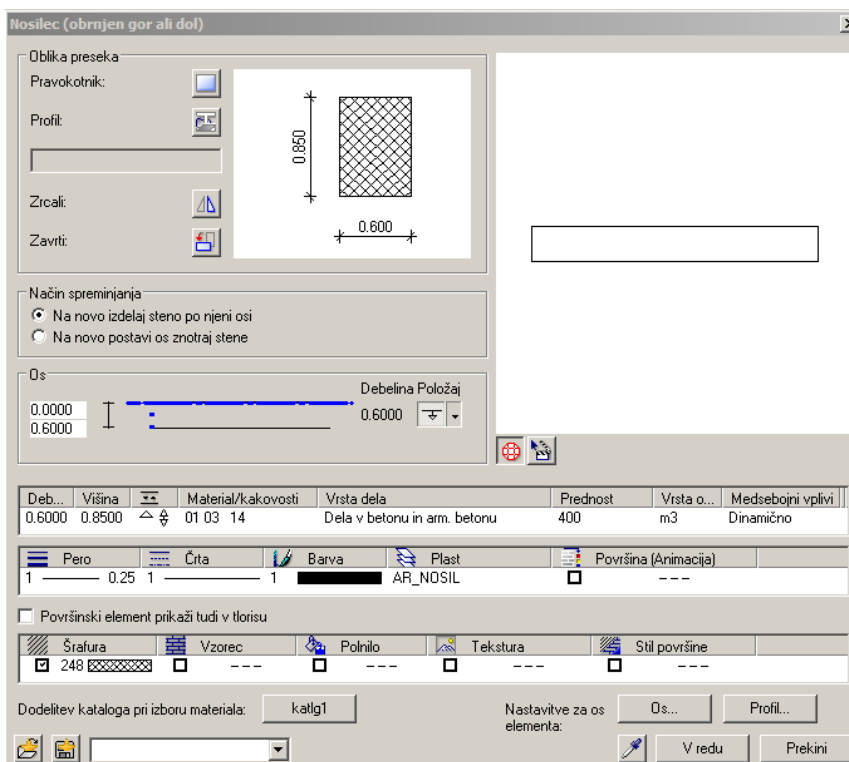 Nosilec (obrnjen gor ali dol)
Oblika preseka
Pravokotnik:
Profil:
Zrcali:
Zavrti:
0.850
0.600
Način spreminjanja
Na novo izdelaj steno po njeni osi
Na novo postavi os znotraj stene
Os
Debelina Položaj
0.0000
0.6000
0.6000
Deb... Višina Material/kakovosti Vrsta dela Prednost Vrsta o... Medsebojni vplivi
0.6000 0.8500 01 03 14 Dela v betonu in arm. betonu 400 m3 Dinamično
Pero Črta Barva Plast Površina (Animacija)
1 0.25 1 1 AR_NOSIL ---
Površinski element prikaži tudi v tlorisu
Šrafura Vzorec Polnilo Tekstura Stil površine
248 --- --- --- ---
Dodelitev kataloga pri izboru materiala: katlg1 Nastavitve za os elementa: Os... Profil...
V redu Prekini